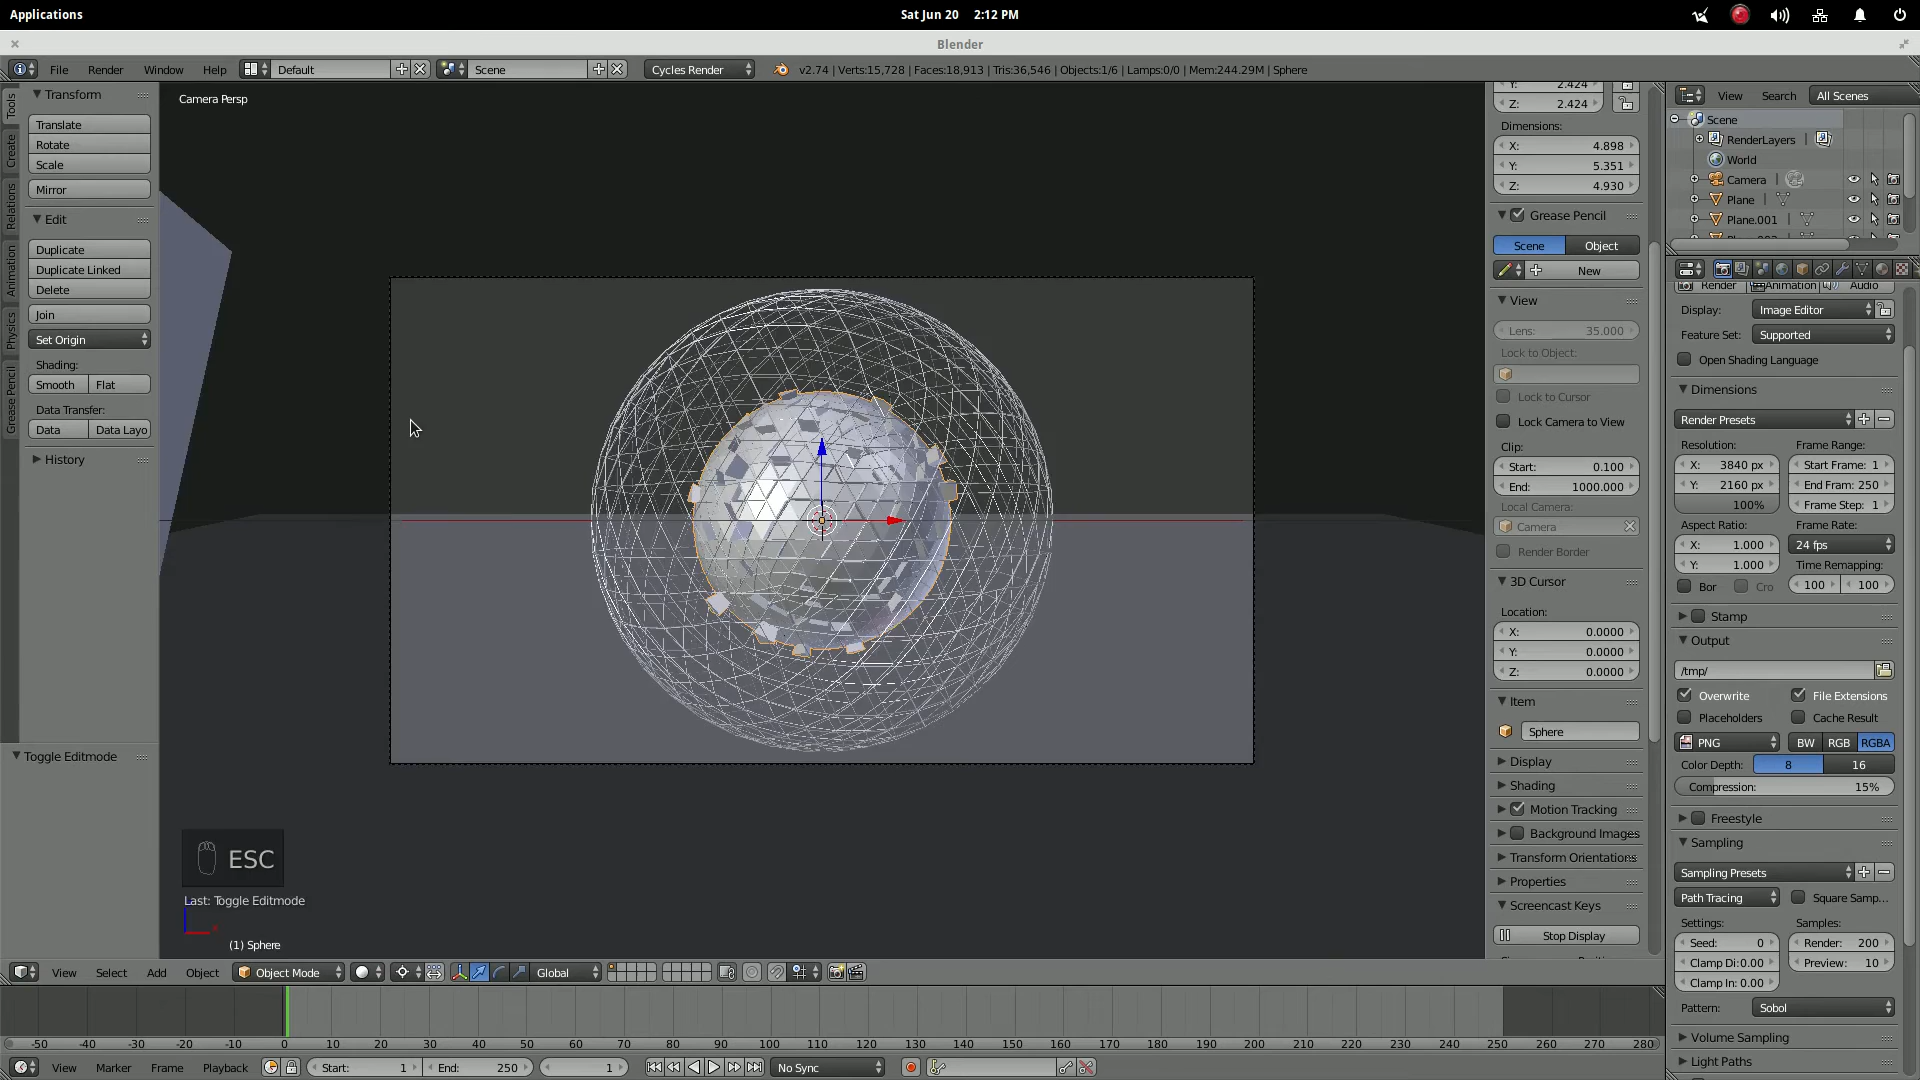 Applications
Sat Jun 20 2:12 PM
Blender
File Render Window Help Default Scene Cycles Render v2.74 | Verts:15,728 | Faces:18,913 | Tris:36,546 | Objects:1/6 | Lamps:0/0 | Mem:244.29M | Sphere
Tools
Create
Relations
Animation
Physics
Grease Pencil
Transform
Translate
Rotate
Scale
Mirror
Edit
Duplicate
Duplicate Linked
Delete
Join
Set Origin
Shading:
Smooth Flat
Data Transfer:
Data Data Layo
History
Toggle Editmode
Camera Persp
ESC
Last: Toggle Editmode
(1) Sphere
Y: 2.424
Z: 2.424
Dimensions:
X: 4.898
Y: 5.351
Z: 4.930
Grease Pencil
Scene Object
New
View
Lens: 35.000
Lock to Object:
Lock to Cursor
Lock Camera to View
Clip:
Start: 0.100
End: 1000.000
Local Camera:
Camera
Render Border
3D Cursor
Location:
X: 0.0000
Y: 0.0000
Z: 0.0000
Item
Sphere
Display
Shading
Motion Tracking
Background Images
Transform Orientations
Properties
Screencast Keys
Stop Display
View Search All Scenes
Scene
RenderLayers |
World
Camera |
Plane |
Plane.001 |
Render Animation Audio
Display: Image Editor
Feature Set: Supported
Open Shading Language
Dimensions
Render Presets
Resolution: Frame Range:
X: 3840 px Start Frame: 1
Y: 2160 px End Fram: 250
100% Frame Step: 1
Aspect Ratio: Frame Rate:
X: 1.000 24 fps
Y: 1.000 Time Remapping:
Bor Cro 100 100
Stamp
Output
/tmp/
Overwrite File Extensions
Placeholders Cache Result
PNG BW RGB RGBA
Color Depth: 8 16
Compression: 15%
Freestyle
Sampling
Sampling Presets
Path Tracing Square Samp...
Settings: Samples:
Seed: 0 Render: 200
Clamp Di:0.00 Preview: 10
Clamp In: 0.00
Pattern: Sobol
Volume Sampling
Light Paths
View Select Add Object Object Mode Global
-50 -40 -30 -20 -10 0 10 20 30 40 50 60 70 80 90 100 110 120 130 140 150 160 170 180 190 200 210 220 230 240 250 260 270 280
View Marker Frame Playback Start: 1 End: 250 1 No Sync